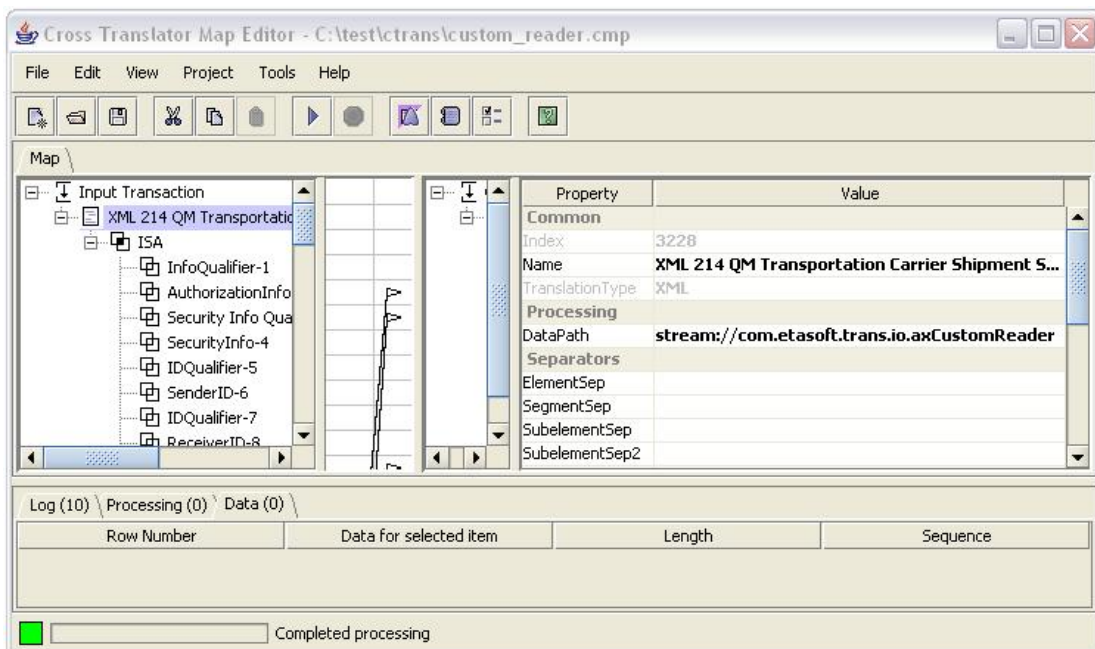 Cross Translator Map Editor - C:\test\ctrans\custom_reader.cmp
File Edit View Project Tools Help
Map
Input Transaction
XML 214 QM Transportatic
ISA
InfoQualifier-1
AuthorizationInfo
Security Info Qua
SecurityInfo-4
IDQualifier-5
SenderID-6
IDQualifier-7
ReceiverID-8
Property Value
Common
Index 3228
Name XML 214 QM Transportation Carrier Shipment S...
TranslationType XML
Processing
DataPath stream://com.etasoft.trans.io.axCustomReader
Separators
ElementSep
SegmentSep
SubelementSep
SubelementSep2
Log (10) Processing (0) Data (0)
Row Number Data for selected item Length Sequence
Completed processing